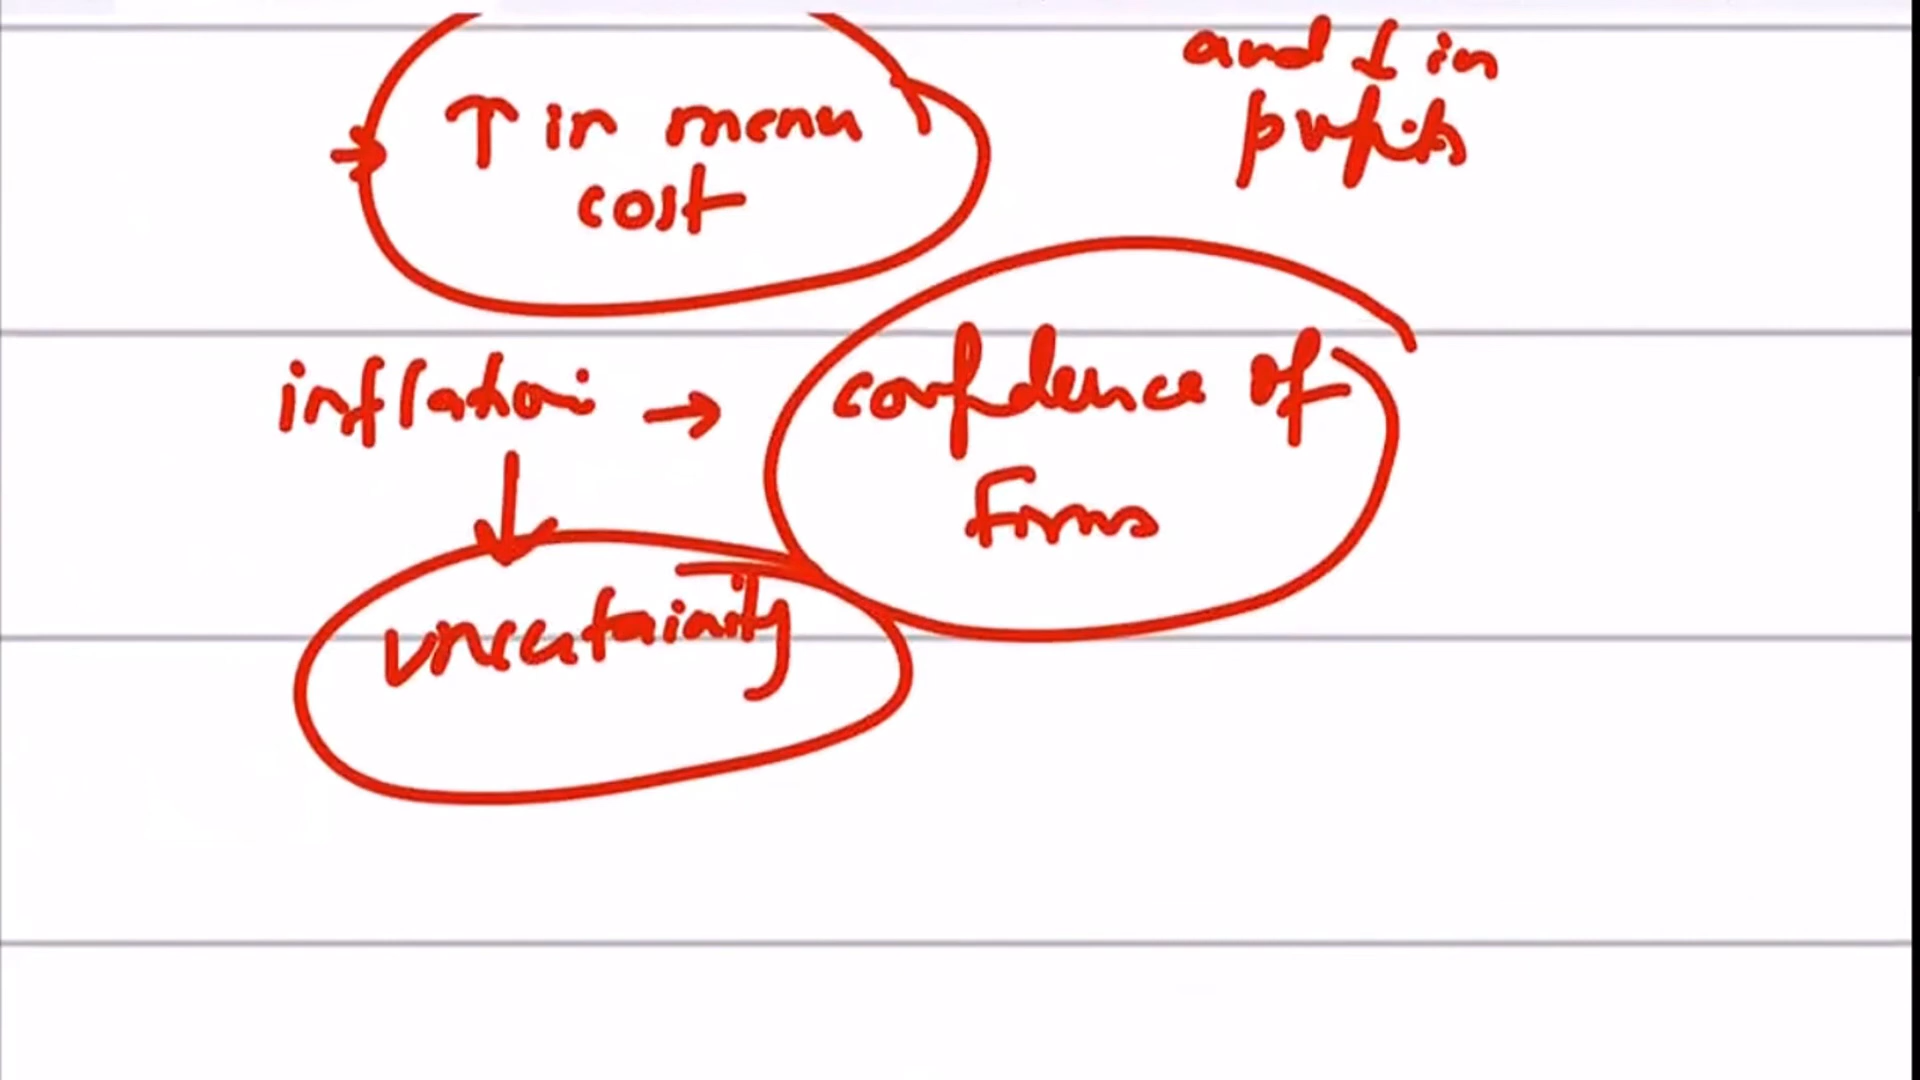 and ↓ in
profits
→ ↑ in menu
cost
inflation → confidence of
firms
↓
uncertainity